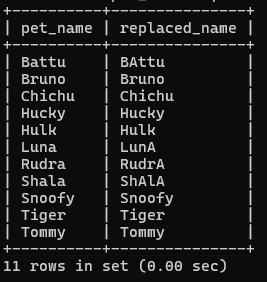 +----------+---------------+
| pet_name | replaced_name |
+----------+---------------+
| Battu    | BAttu         |
| Bruno    | Bruno         |
| Chichu   | Chichu        |
| Hucky    | Hucky         |
| Hulk     | Hulk          |
| Luna     | LunA          |
| Rudra    | RudrA         |
| Shala    | ShAlA         |
| Snoofy   | Snoofy        |
| Tiger    | Tiger         |
| Tommy    | Tommy         |
+----------+---------------+
11 rows in set (0.00 sec)